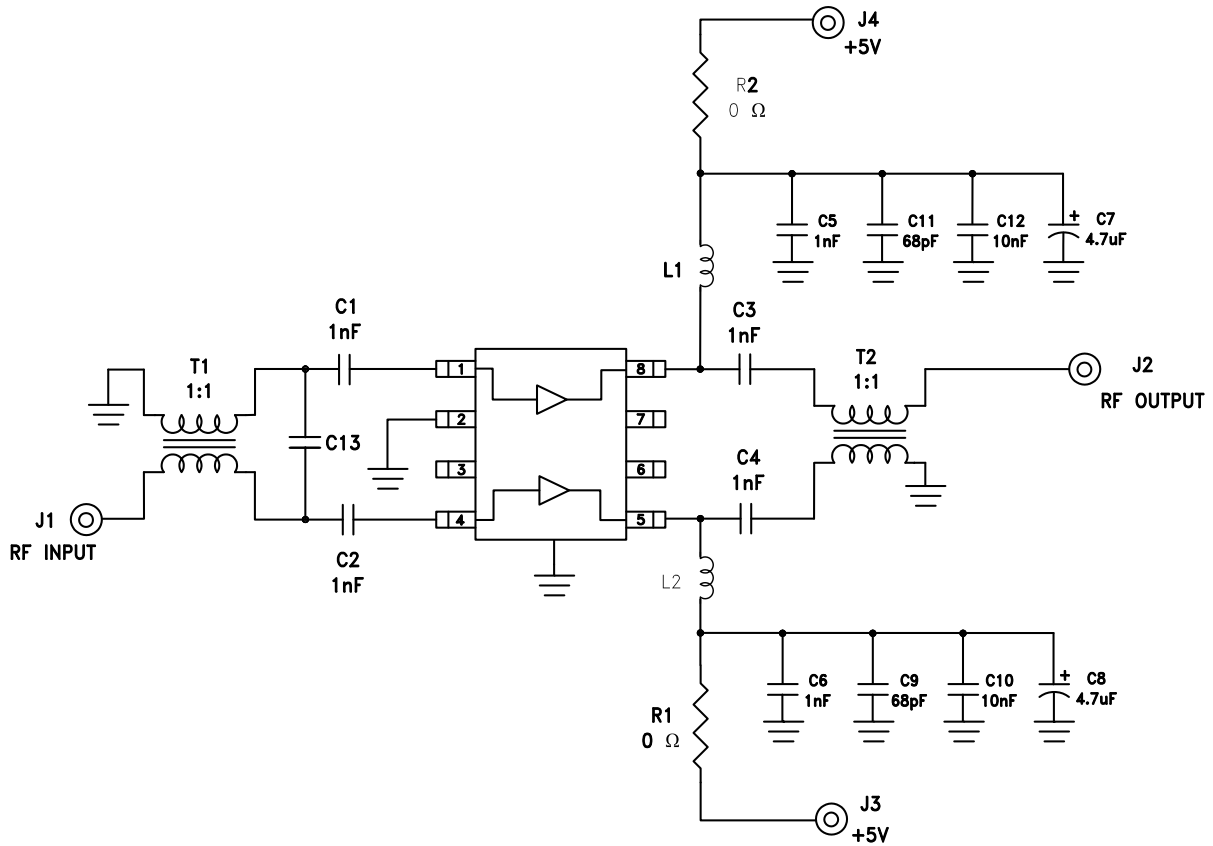 J4
+5V
R2
0 Ω
C5
1nF
C11
68pF
C12
10nF
+ C7
4.7uF
L1
C1
1nF
C3
1nF
T1
1:1
1
8
T2
1:1
J2
RF OUTPUT
2
7
C13
3
6
C4
1nF
J1
RF INPUT
4
5
C2
1nF
L2
C6
1nF
C9
68pF
C10
10nF
+ C8
4.7uF
R1
0 Ω
J3
+5V